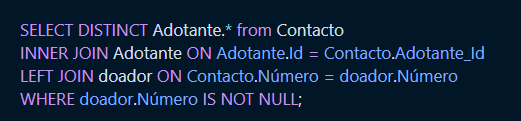 SELECT DISTINCT Adotante.* from Contacto
INNER JOIN Adotante ON Adotante.Id = Contacto.Adotante_Id
LEFT JOIN doador ON Contacto.Número = doador.Número
WHERE doador.Número IS NOT NULL;